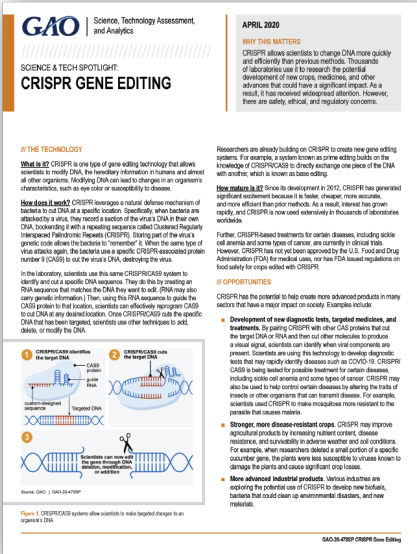 GAO
Science, Technology Assessment,
and Analytics
SCIENCE & TECH SPOTLIGHT:
CRISPR GENE EDITING
APRIL 2020
WHY THIS MATTERS
CRISPR allows scientists to change DNA more quickly
and efficiently than previous methods. Thousands
of laboratories use it to research the potential
development of new crops, medicines, and other
advances that could have a significant impact. As a
result, it has received widespread attention. However,
there are safety, ethical, and regulatory concerns.
/// THE TECHNOLOGY
What is it? CRISPR is one type of gene editing technology that allows
scientists to modify DNA, the hereditary information in humans and almost
all other organisms. Modifying DNA can lead to changes in an organism's
characteristics, such as eye color or susceptibility to disease.
How does it work? CRISPR leverages a natural defense mechanism of
bacteria to cut DNA at a specific location. Specifically, when bacteria are
attacked by a virus, they record a section of the virus's DNA in their own
DNA, bookending it with a repeating sequence called Clustered Regularly
Interspaced Palindromic Repeats (CRISPR). Storing part of the virus's
genetic code allows the bacteria to "remember" it. When the same type of
virus attacks again, the bacteria use a specific CRISPR-associated protein
number 9 (CAS9) to cut the virus's DNA, destroying the virus.
In the laboratory, scientists use this same CRISPR/CAS9 system to
identify and cut out a specific DNA sequence. They do this by creating an
RNA sequence that matches the DNA they want to edit. (RNA may also
carry genetic information.) Then, using this RNA sequence to guide the
CAS9 protein to that location, scientists can effectively reprogram CAS9
to cut DNA at any desired location. Once CRISPR/CAS9 cuts the specific
DNA that has been targeted, scientists use other techniques to add,
delete, or modify the DNA.
1 CRISPR/CAS9 identifies
the target DNA
CAS9
protein
guide
RNA
custom-designed
sequence
Targeted DNA
2 CRISPR/CAS9 cuts
the target DNA
3
Scientists can now edit
the gene through DNA
deletion, modification,
or addition
Source: GAO | GAO-20-478SP
Figure 1. CRISPR/CAS9 systems allow scientists to make targeted changes to an
organism's DNA.
Researchers are already building on CRISPR to create new gene editing
systems. For example, a system known as prime editing builds on the
knowledge of CRISPR/CAS9 to directly exchange one piece of the DNA
with another, which is known as base editing.
How mature is it? Since its development in 2012, CRISPR has generated
significant excitement because it is faster, cheaper, more accurate,
and more efficient than prior methods. As a result, interest has grown
rapidly, and CRISPR is now used extensively in thousands of laboratories
worldwide.
Further, CRISPR-based treatments for certain diseases, including sickle
cell anemia and some types of cancer, are currently in clinical trials.
However, CRISPR has not yet been approved by the U.S. Food and Drug
Administration (FDA) for medical uses, nor has FDA issued regulations on
food safety for crops edited with CRISPR.
/// OPPORTUNITIES
CRISPR has the potential to help create more advanced products in many
sectors that have a major impact on society. Examples include:
Development of new diagnostic tests, targeted medicines, and
treatments. By pairing CRISPR with other CAS proteins that cut
the target DNA or RNA and then cut other molecules to produce
a visual signal, scientists can identify when viral components are
present. Scientists are using this technology to develop diagnostic
tests that may rapidly identify diseases such as COVID-19. CRISPR/
CAS9 is being tested for possible treatment for certain diseases,
including sickle cell anemia and some types of cancer. CRISPR may
also be used to help control certain diseases by altering the traits of
insects or other organisms that can transmit disease. For example,
scientists used CRISPR to make mosquitoes more resistant to the
parasite that causes malaria.
Stronger, more disease-resistant crops. CRISPR may improve
agricultural products by increasing nutrient content, disease
resistance, and survivability in adverse weather and soil conditions.
For example, when researchers deleted a small portion of a specific
cucumber gene, the plants were less susceptible to viruses known to
damage the plants and cause significant crop losses.
More advanced industrial products. Various industries are
exploring the potential use of CRISPR to develop new biofuels,
bacteria that could clean up environmental disasters, and new
materials.
GAO-20-478SP CRISPR Gene Editing